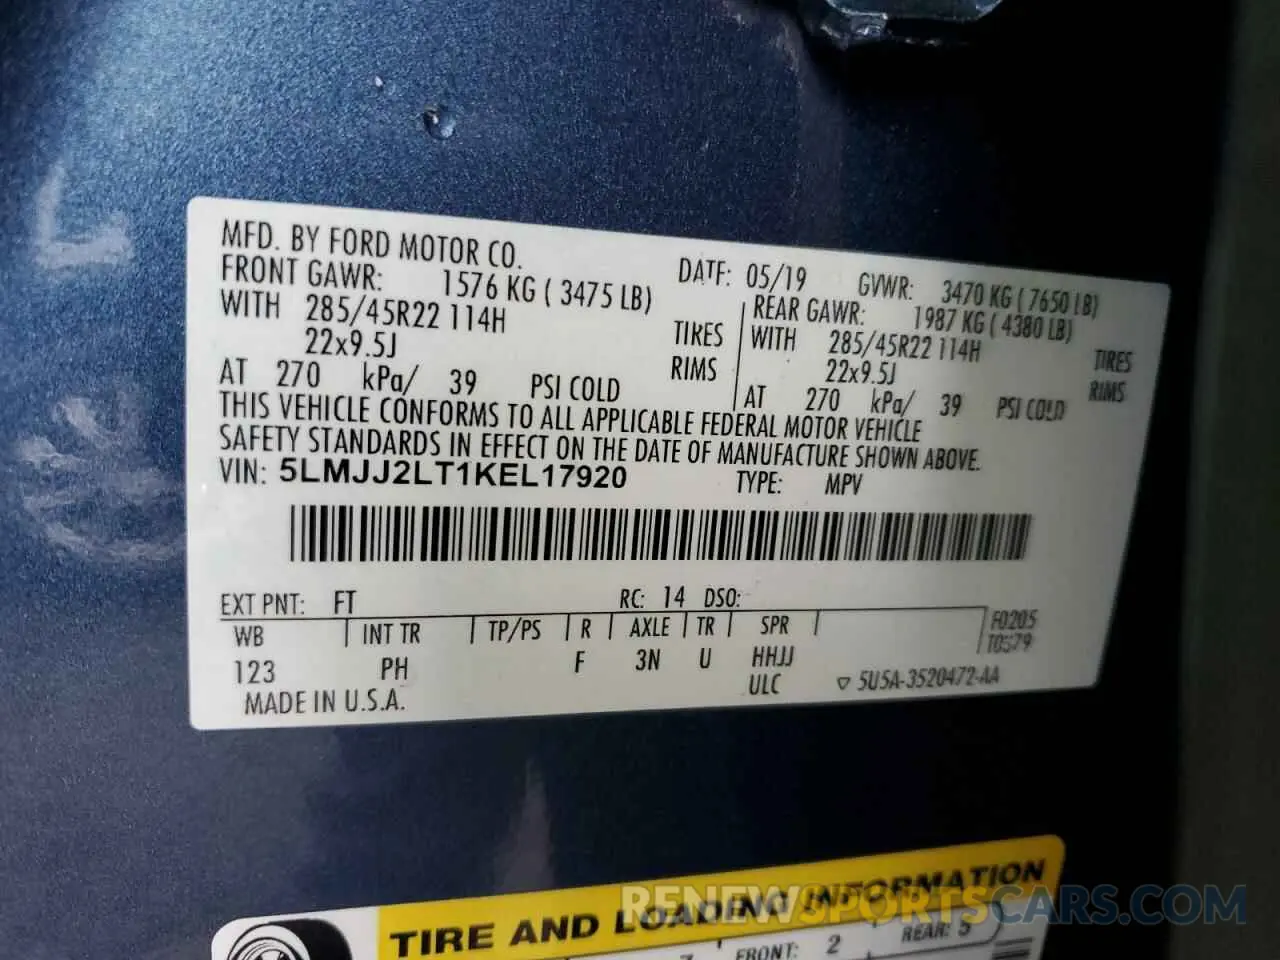 MFD. BY FORD MOTOR CO.
DATE: 05/19 GVWR: 3470 KG ( 7650 LB)
FRONT GAWR: 1576 KG ( 3475 LB)
REAR GAWR: 1987 KG ( 4380 LB)
WITH 285/45R22 114H TIRES
WITH 285/45R22 114H TIRES
22x9.5J RIMS
22x9.5J RIMS
AT 270 kPa/ 39 PSI COLD
AT 270 kPa/ 39 PSI COLD
THIS VEHICLE CONFORMS TO ALL APPLICABLE FEDERAL MOTOR VEHICLE
SAFETY STANDARDS IN EFFECT ON THE DATE OF MANUFACTURE SHOWN ABOVE.
VIN: 5LMJJ2LT1KEL17920 TYPE: MPV
EXT PNT: FT RC: 14 DSO:
WB INT TR TP/PS R AXLE TR SPR F0205
123 PH F 3N U HHJJ
ULC ▽ 5U5A-3520472-AA
MADE IN U.S.A.
TIRE AND LOADING INFORMATION
FRONT: 2 REAR: 5
RENEWSPORTSCARS.COM